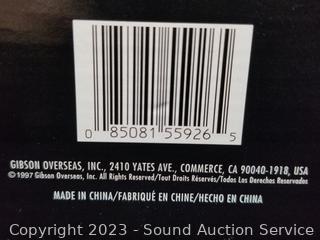 0 85081 55926 5
GIBSON OVERSEAS, INC., 2410 YATES AVE., COMMERCE, CA 90040-1918, USA
©1997 Gibson Overseas, Inc. All Rights Reserved/Tout Droits Réservés/Todos Los Derechos Reservados
MADE IN CHINA/FABRIQUÉ EN CHINE/HECHO EN CHINA
Copyright 2023 - Sound Auction Service